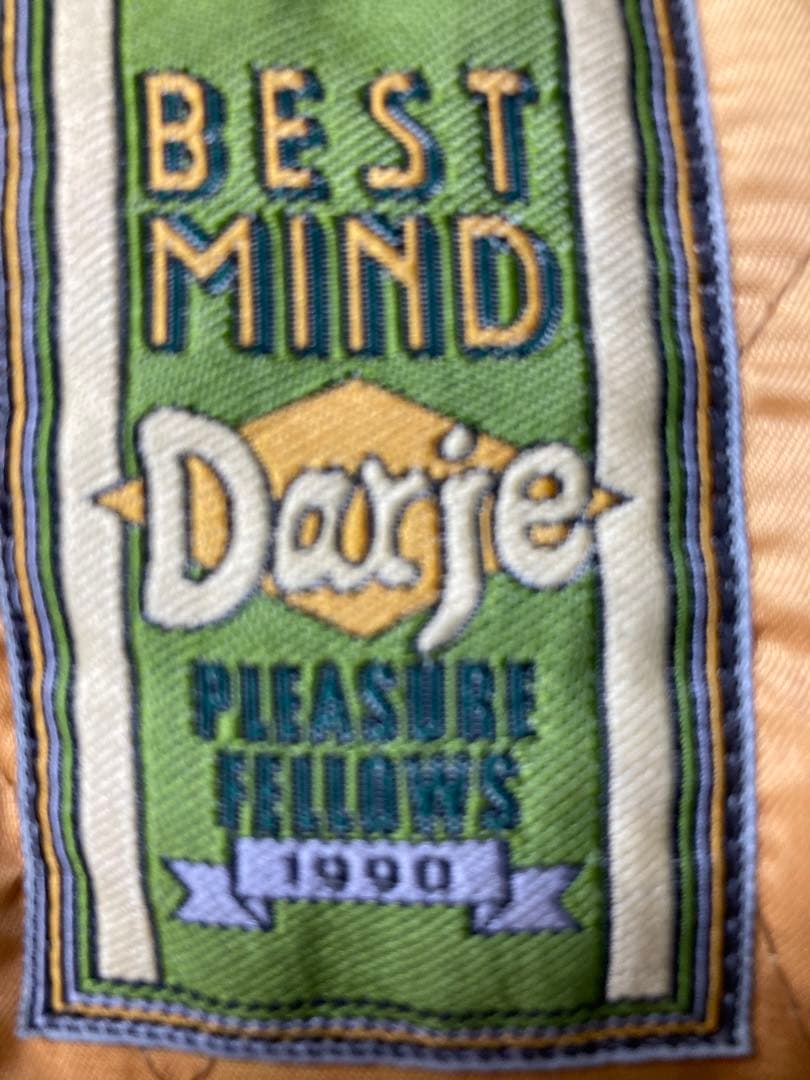 BEST
MIND
Darje
PLEASURE
FELLOWS
1990